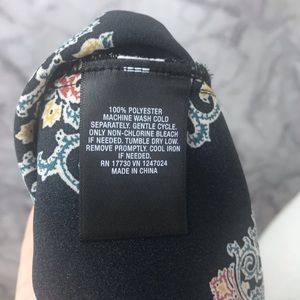 100% POLYESTER
MACHINE WASH COLD
SEPARATELY. GENTLE CYCLE.
ONLY NON-CHLORINE BLEACH
IF NEEDED. TUMBLE DRY LOW.
REMOVE PROMPTLY. COOL IRON
IF NEEDED.
RN 17730 VN 1247024
MADE IN CHINA